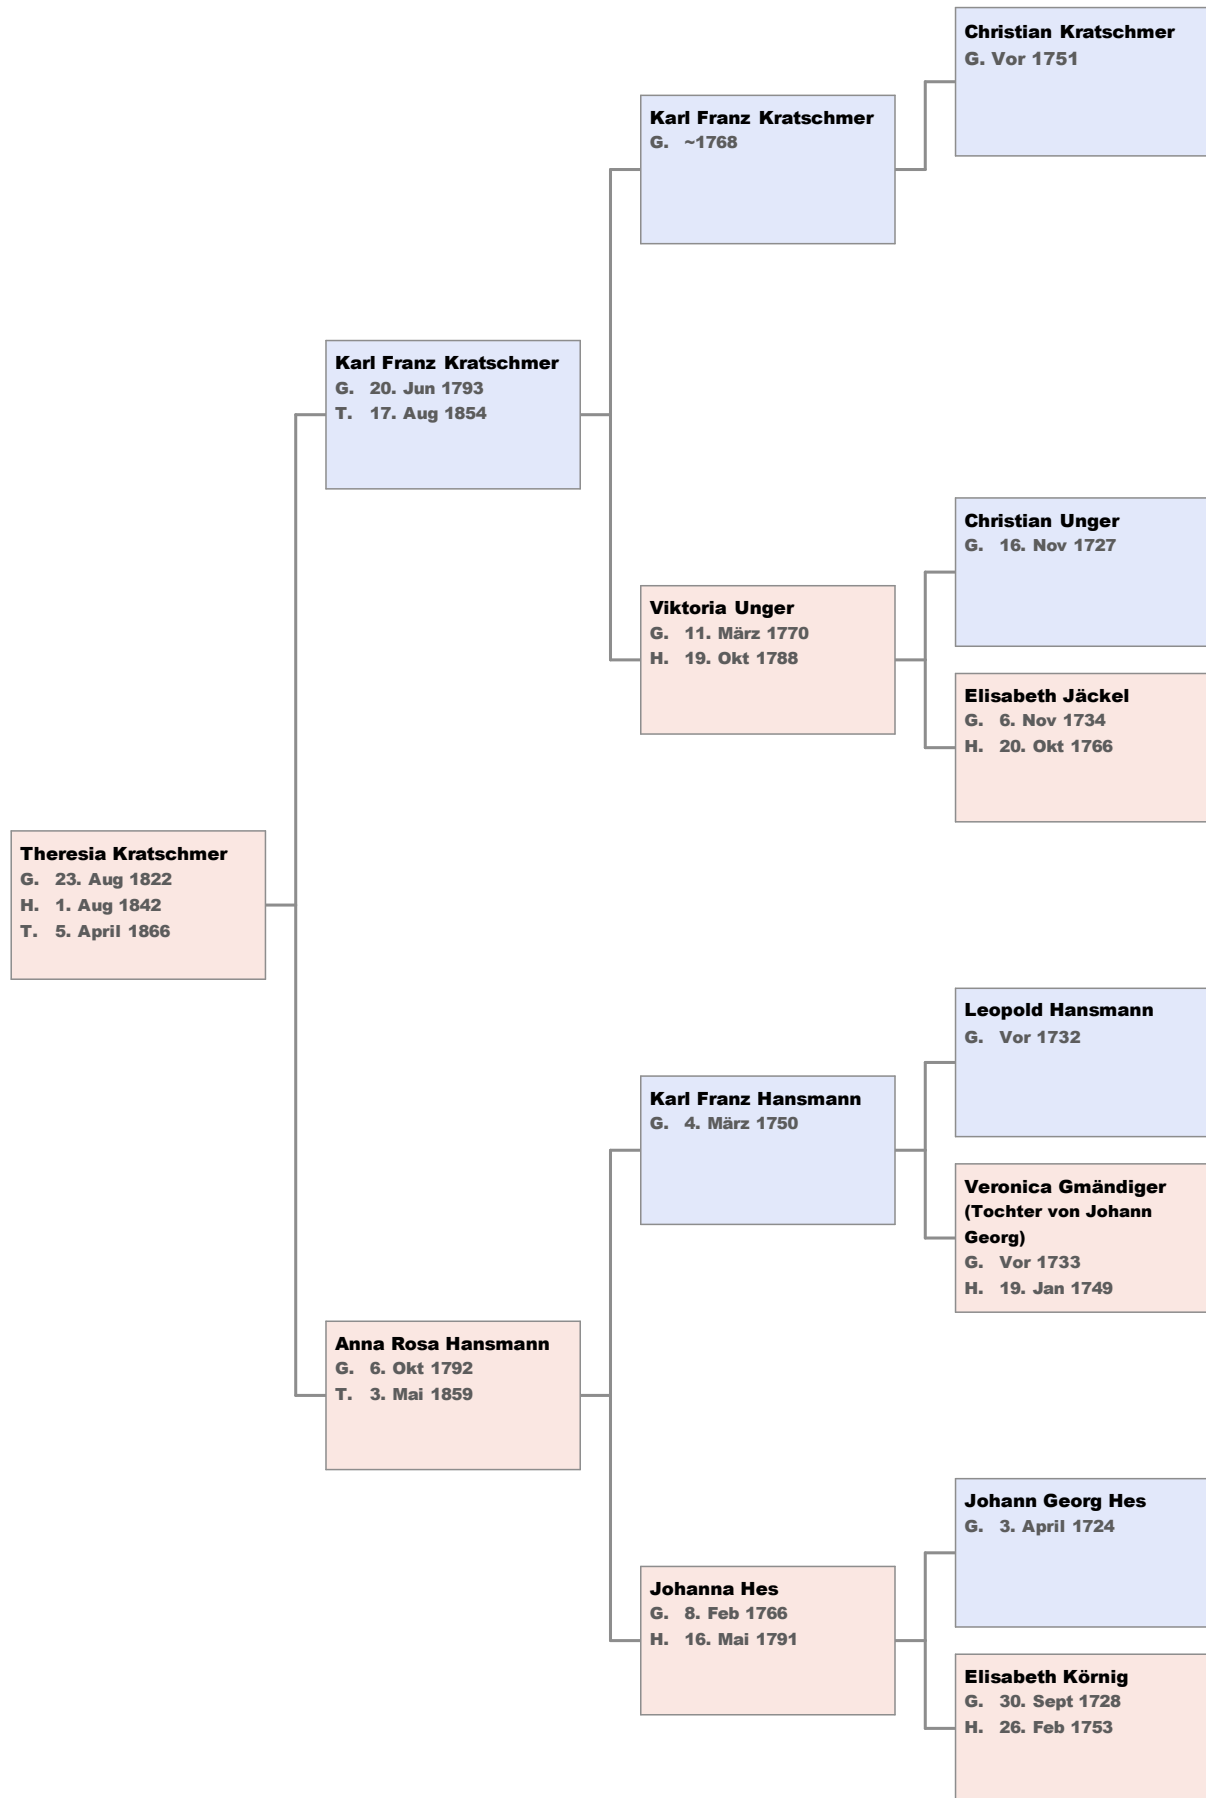 Christian Kratschmer
G. Vor 1751
Karl Franz Kratschmer
G. ~1768
Karl Franz Kratschmer
G. 20. Jun 1793
T. 17. Aug 1854
Christian Unger
G. 16. Nov 1727
Viktoria Unger
G. 11. März 1770
H. 19. Okt 1788
Elisabeth Jäckel
G. 6. Nov 1734
H. 20. Okt 1766
Theresia Kratschmer
G. 23. Aug 1822
H. 1. Aug 1842
T. 5. April 1866
Leopold Hansmann
G. Vor 1732
Karl Franz Hansmann
G. 4. März 1750
Veronica Gmändiger
(Tochter von Johann
Georg)
G. Vor 1733
H. 19. Jan 1749
Anna Rosa Hansmann
G. 6. Okt 1792
T. 3. Mai 1859
Johann Georg Hes
G. 3. April 1724
Johanna Hes
G. 8. Feb 1766
H. 16. Mai 1791
Elisabeth Körnig
G. 30. Sept 1728
H. 26. Feb 1753